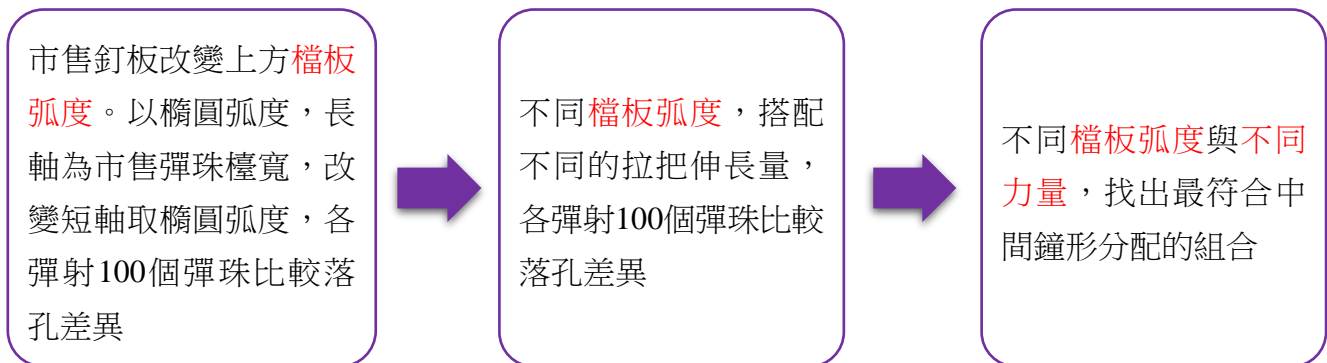 市售釘板改變上方檔板
弧度。以橢圓弧度，長
軸為市售彈珠檯寬，改
變短軸取橢圓弧度，各
彈射100個彈珠比較落
孔差異
不同檔板弧度，搭配
不同的拉把伸長量，
各彈射100個彈珠比較
落孔差異
不同檔板弧度與不同
力量，找出最符合中
間鐘形分配的組合